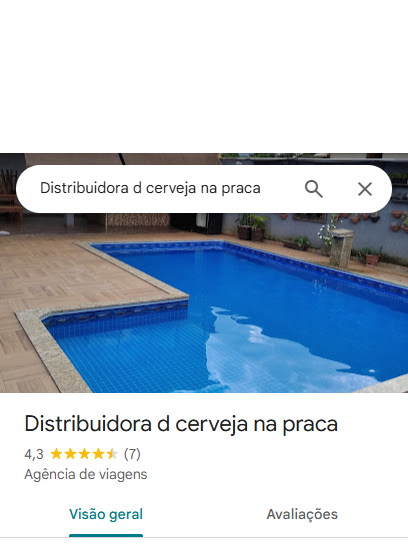 Distribuidora d cerveja na praca
Distribuidora d cerveja na praca
4,3 (7)
Agência de viagens
Visão geral
Avaliações